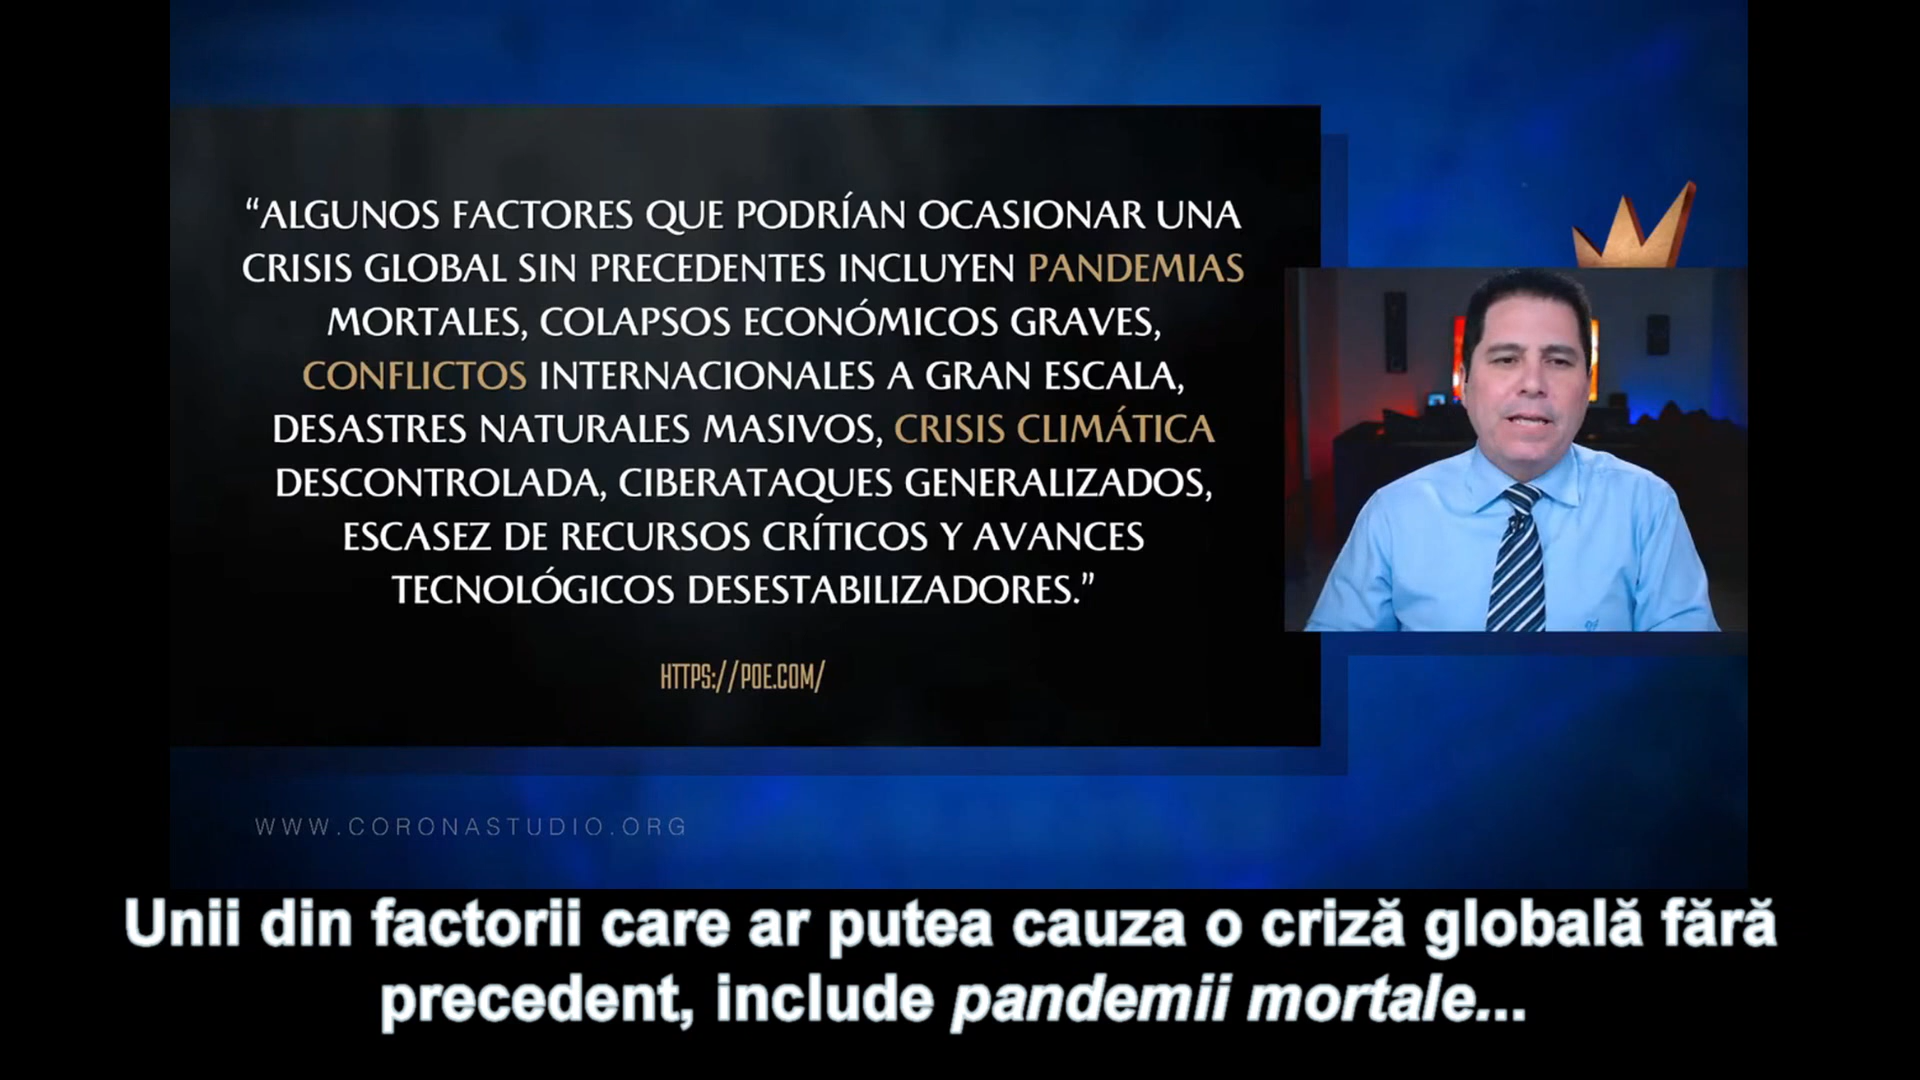 “ALGUNOS FACTORES QUE PODRÍAN OCASIONAR UNA
CRISIS GLOBAL SIN PRECEDENTES INCLUYEN PANDEMIAS
MORTALES, COLAPSOS ECONÓMICOS GRAVES,
CONFLICTOS INTERNACIONALES A GRAN ESCALA,
DESASTRES NATURALES MASIVOS, CRISIS CLIMÁTICA
DESCONTROLADA, CIBERATAQUES GENERALIZADOS,
ESCASEZ DE RECURSOS CRÍTICOS Y AVANCES
TECNOLÓGICOS DESESTABILIZADORES.”
HTTPS://POE.COM/
WWW.CORONASTUDIO.ORG
Unii din factorii care ar putea cauza o criză globală fără
precedent, include pandemii mortale...